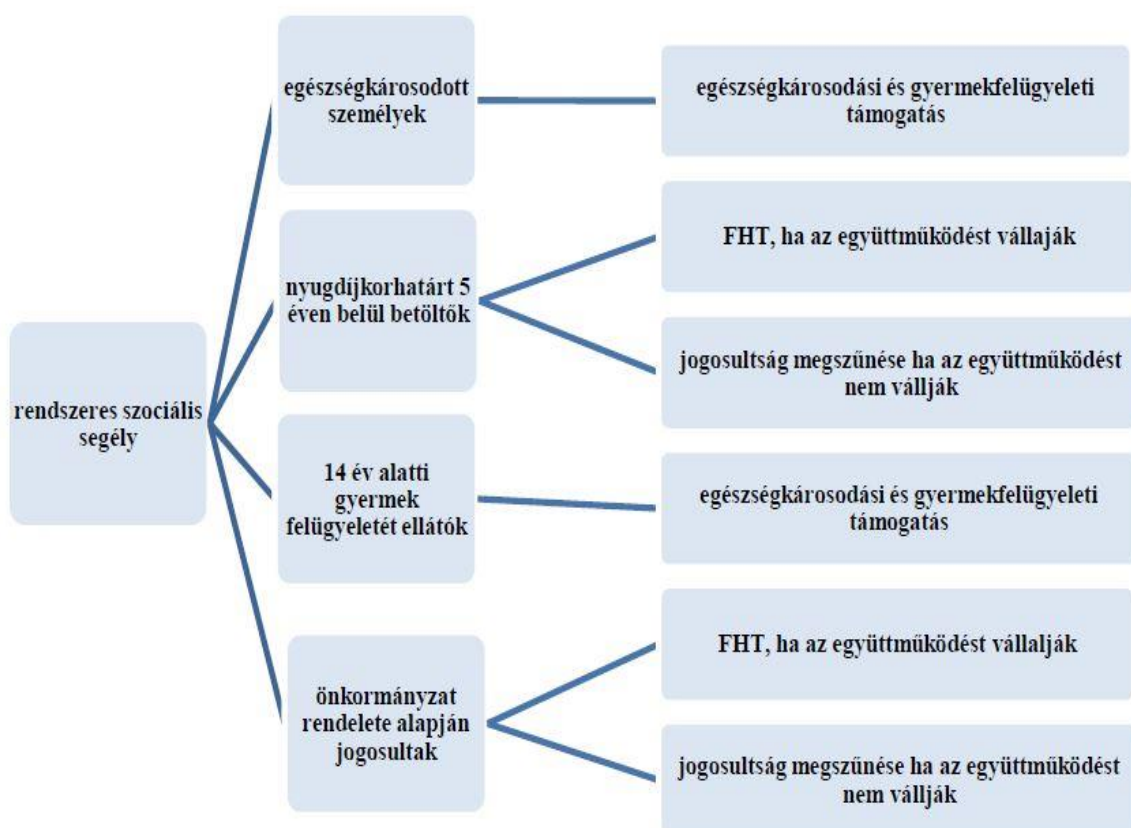 rendszeres szociális
segély
egészségkárosodott
személyek
egészségkárosodási és gyermekfelügyeleti
támogatás
nyugdíjkorhatárt 5
éven belül betöltők
FHT, ha az együttműködést vállaják
jogosultság megszűnése ha az együttműködést
nem vállják
14 év alatti
gyermek
felügyeletét ellátók
egészségkárosodási és gyermekfelügyeleti
támogatás
önkormányzat
rendelete alapján
jogosultak
FHT, ha az együttműködést vállalják
jogosultság megszűnése ha az együttműködést
nem vállják